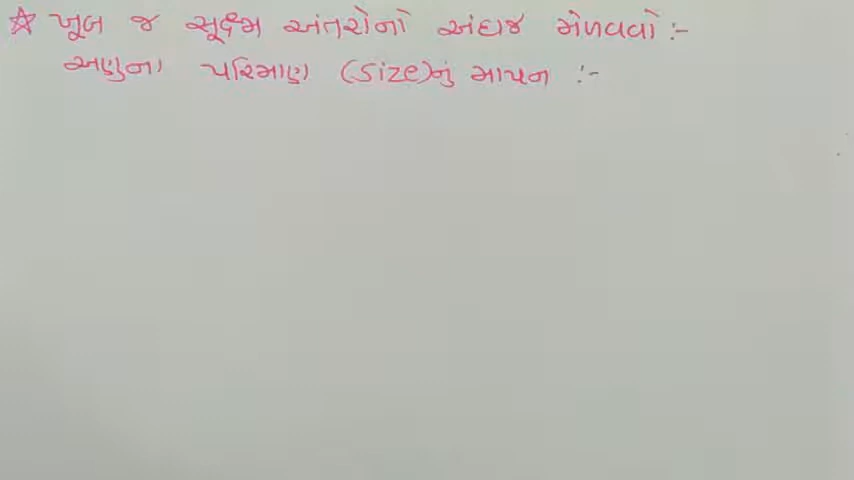 ☆ ખૂબ જ સૂક્ષ્મ અંતરોનો અંદાજ મેળવવો :-
અણુના પરિમાણ (size)નું માપન :-